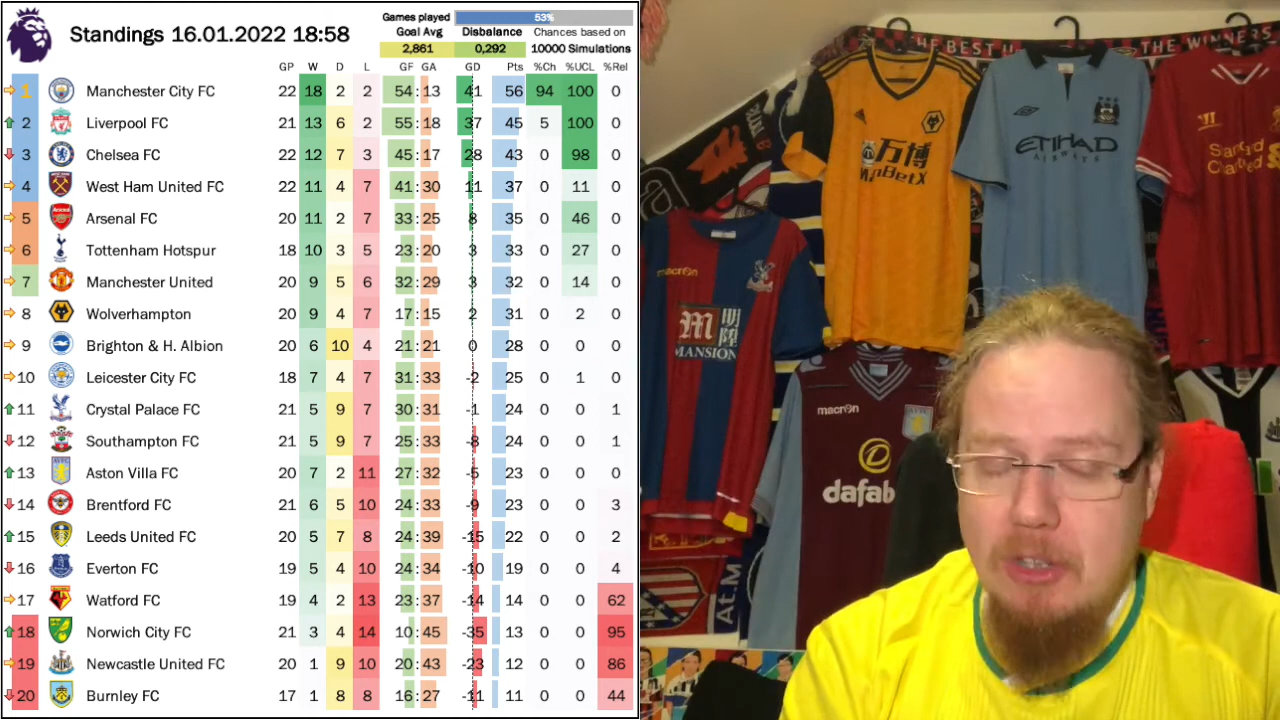 Standings 16.01.2022 18:58
Games played 53%
Goal Avg Disbalance Chances based on
2,861 0,292 10000 Simulations
GP W D L GF GA GD Pts %Ch %UCL %Rel
1 Manchester City FC 22 18 2 2 54:13 41 56 94 100 0
2 Liverpool FC 21 13 6 2 55:18 37 45 5 100 0
3 Chelsea FC 22 12 7 3 45:17 28 43 0 98 0
4 West Ham United FC 22 11 4 7 41:30 11 37 0 11 0
5 Arsenal FC 20 11 2 7 33:25 8 35 0 46 0
6 Tottenham Hotspur 18 10 3 5 23:20 3 33 0 27 0
7 Manchester United 20 9 5 6 32:29 3 32 0 14 0
8 Wolverhampton 20 9 4 7 17:15 2 31 0 2 0
9 Brighton & H. Albion 20 6 10 4 21:21 0 28 0 0 0
10 Leicester City FC 18 7 4 7 31:33 -2 25 0 1 0
11 Crystal Palace FC 21 5 9 7 30:31 -1 24 0 0 1
12 Southampton FC 21 5 9 7 25:33 -8 24 0 0 1
13 Aston Villa FC 20 7 2 11 27:32 -5 23 0 0 0
14 Brentford FC 21 6 5 10 24:33 -9 23 0 0 3
15 Leeds United FC 20 5 7 8 24:39 -15 22 0 0 2
16 Everton FC 19 5 4 10 24:34 -10 19 0 0 4
17 Watford FC 19 4 2 13 23:37 -14 14 0 0 62
18 Norwich City FC 21 3 4 14 10:45 -35 13 0 0 95
19 Newcastle United FC 20 1 9 10 20:43 -23 12 0 0 86
20 Burnley FC 17 1 8 8 16:27 -11 11 0 0 44
THE WINNERS
万博
ETIHAD
AIRWAYS
macron
M 明陞
MANSION
macron
dafab
At.M